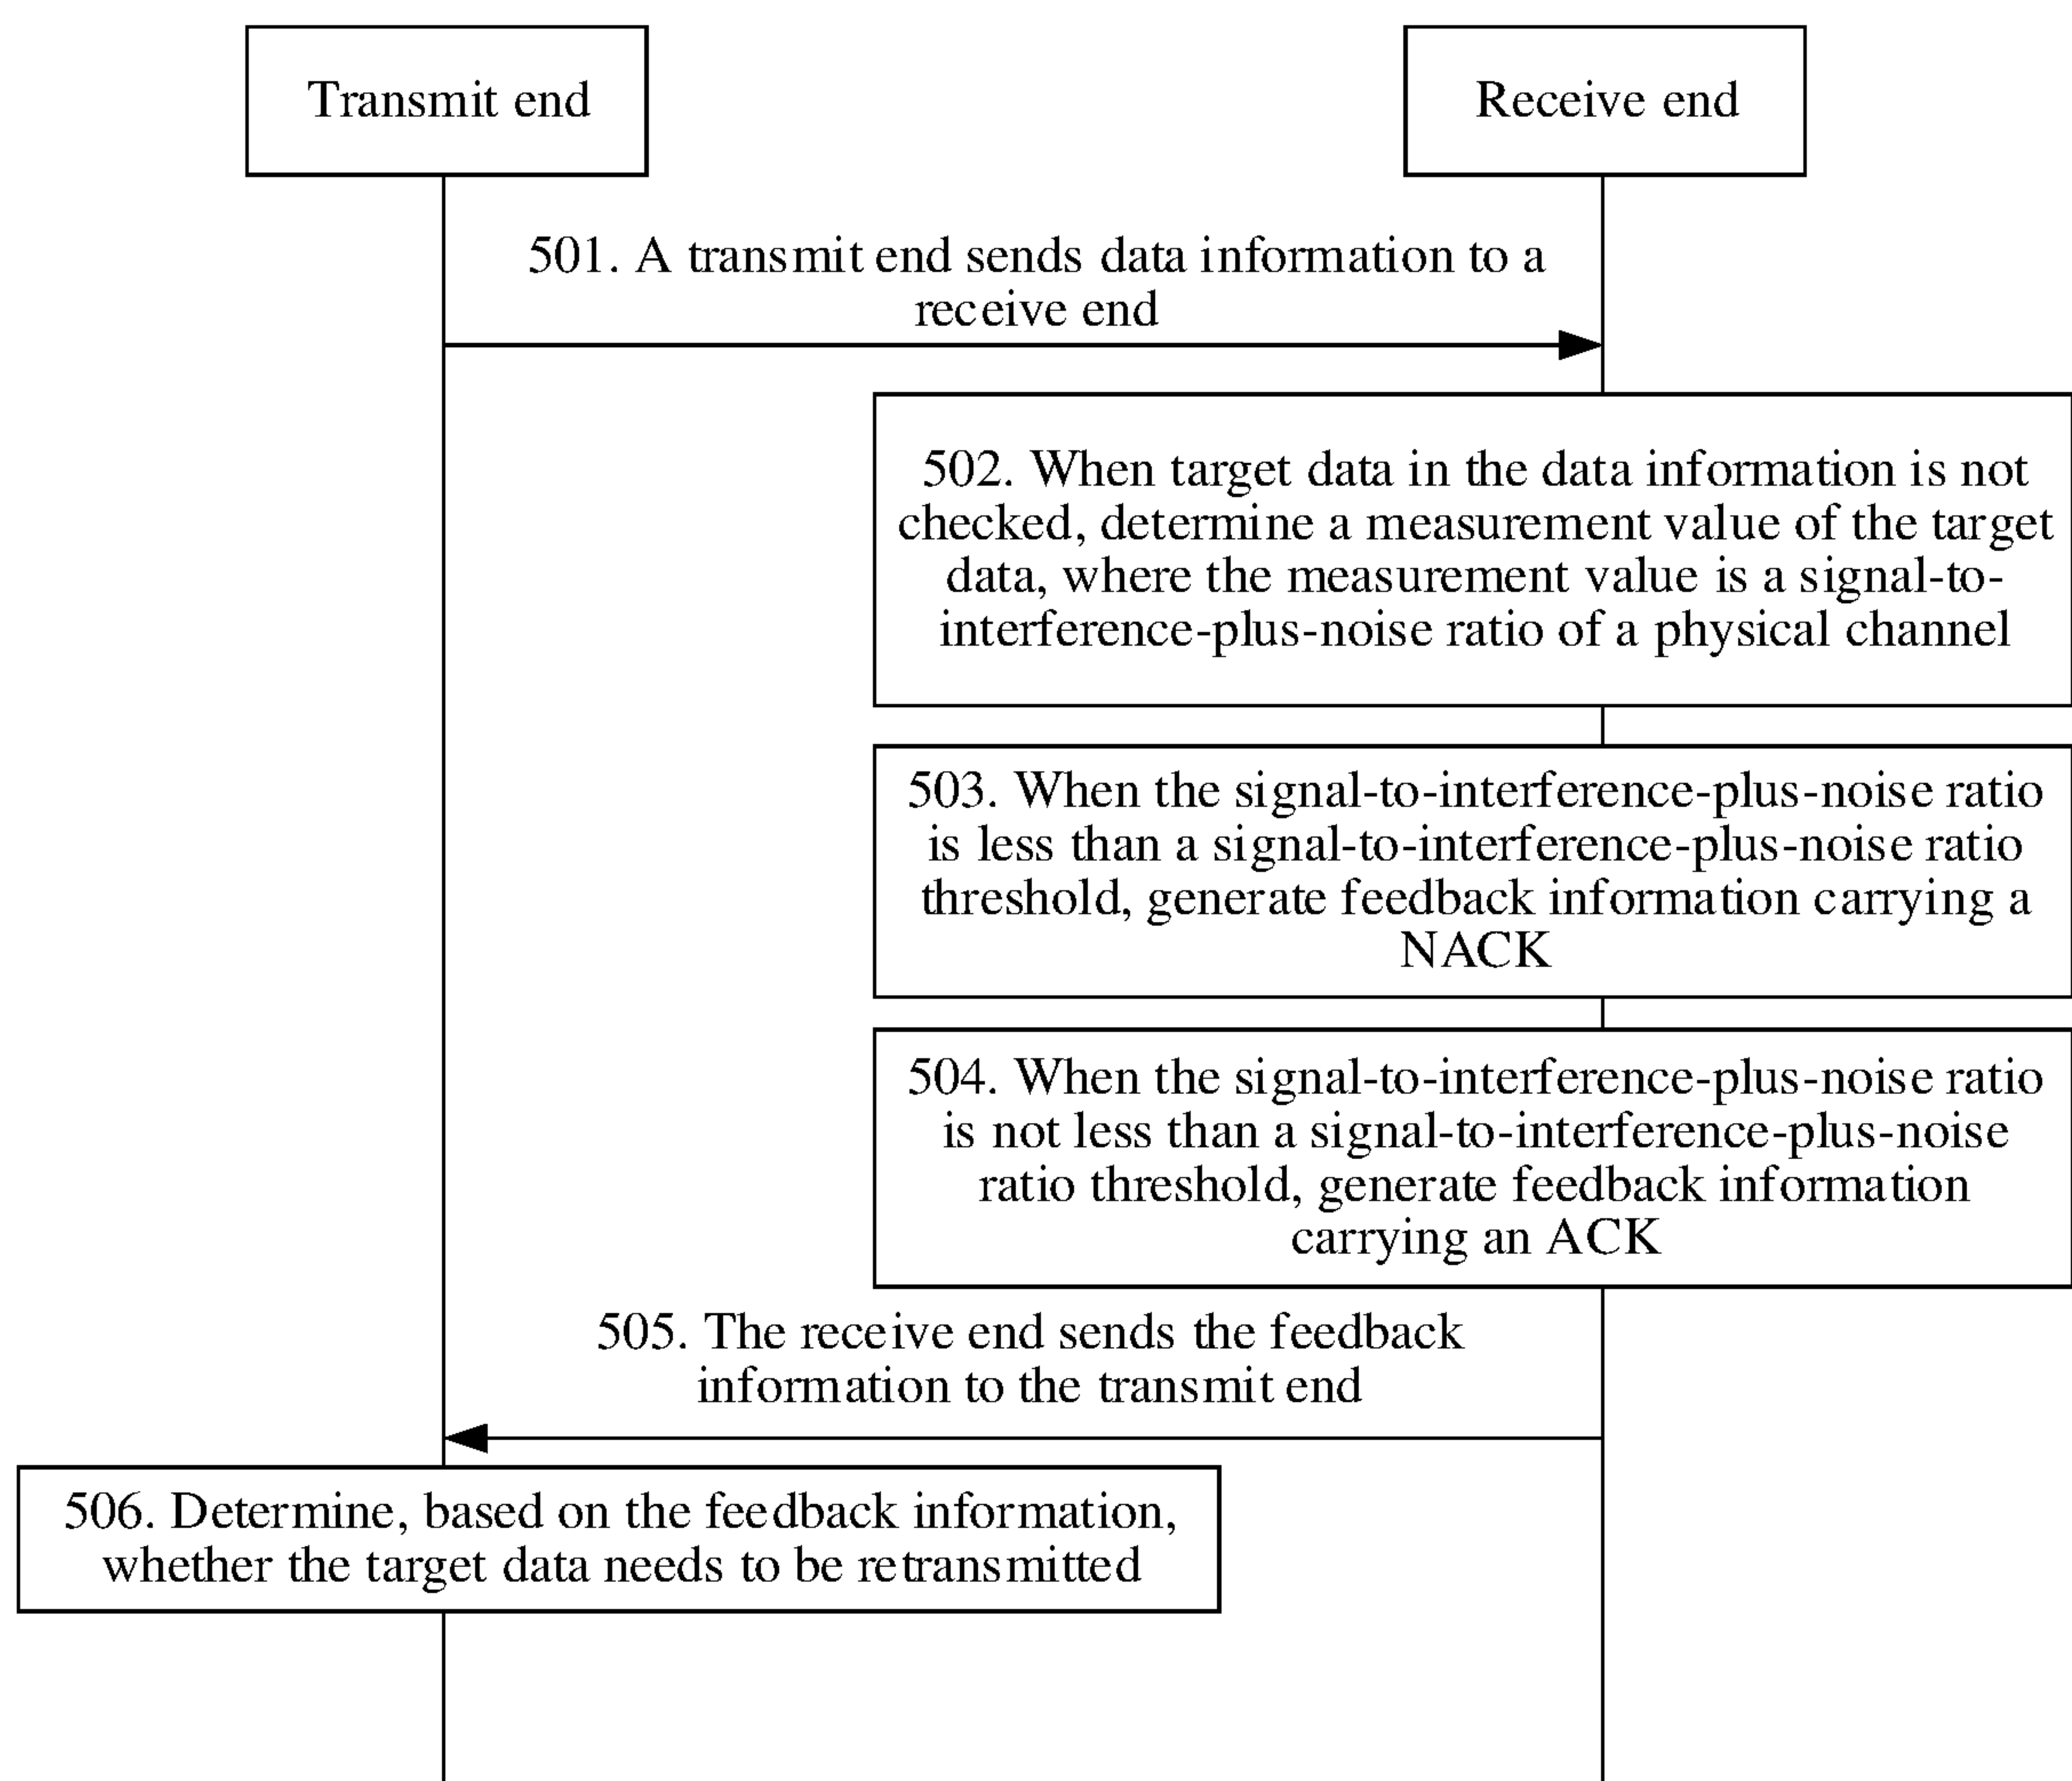 Transmit end
Receive end
501. A transmit end sends data information to a
receive end
502. When target data in the data information is not
checked, determine a measurement value of the target
data, where the measurement value is a signal-to-
interference-plus-noise ratio of a physical channel
503. When the signal-to-interference-plus-noise ratio
is less than a signal-to-interference-plus-noise ratio
threshold, generate feedback information carrying a
NACK
504. When the signal-to-interference-plus-noise ratio
is not less than a signal-to-interference-plus-noise
ratio threshold, generate feedback information
carrying an ACK
505. The receive end sends the feedback
information to the transmit end
506. Determine, based on the feedback information,
whether the target data needs to be retransmitted